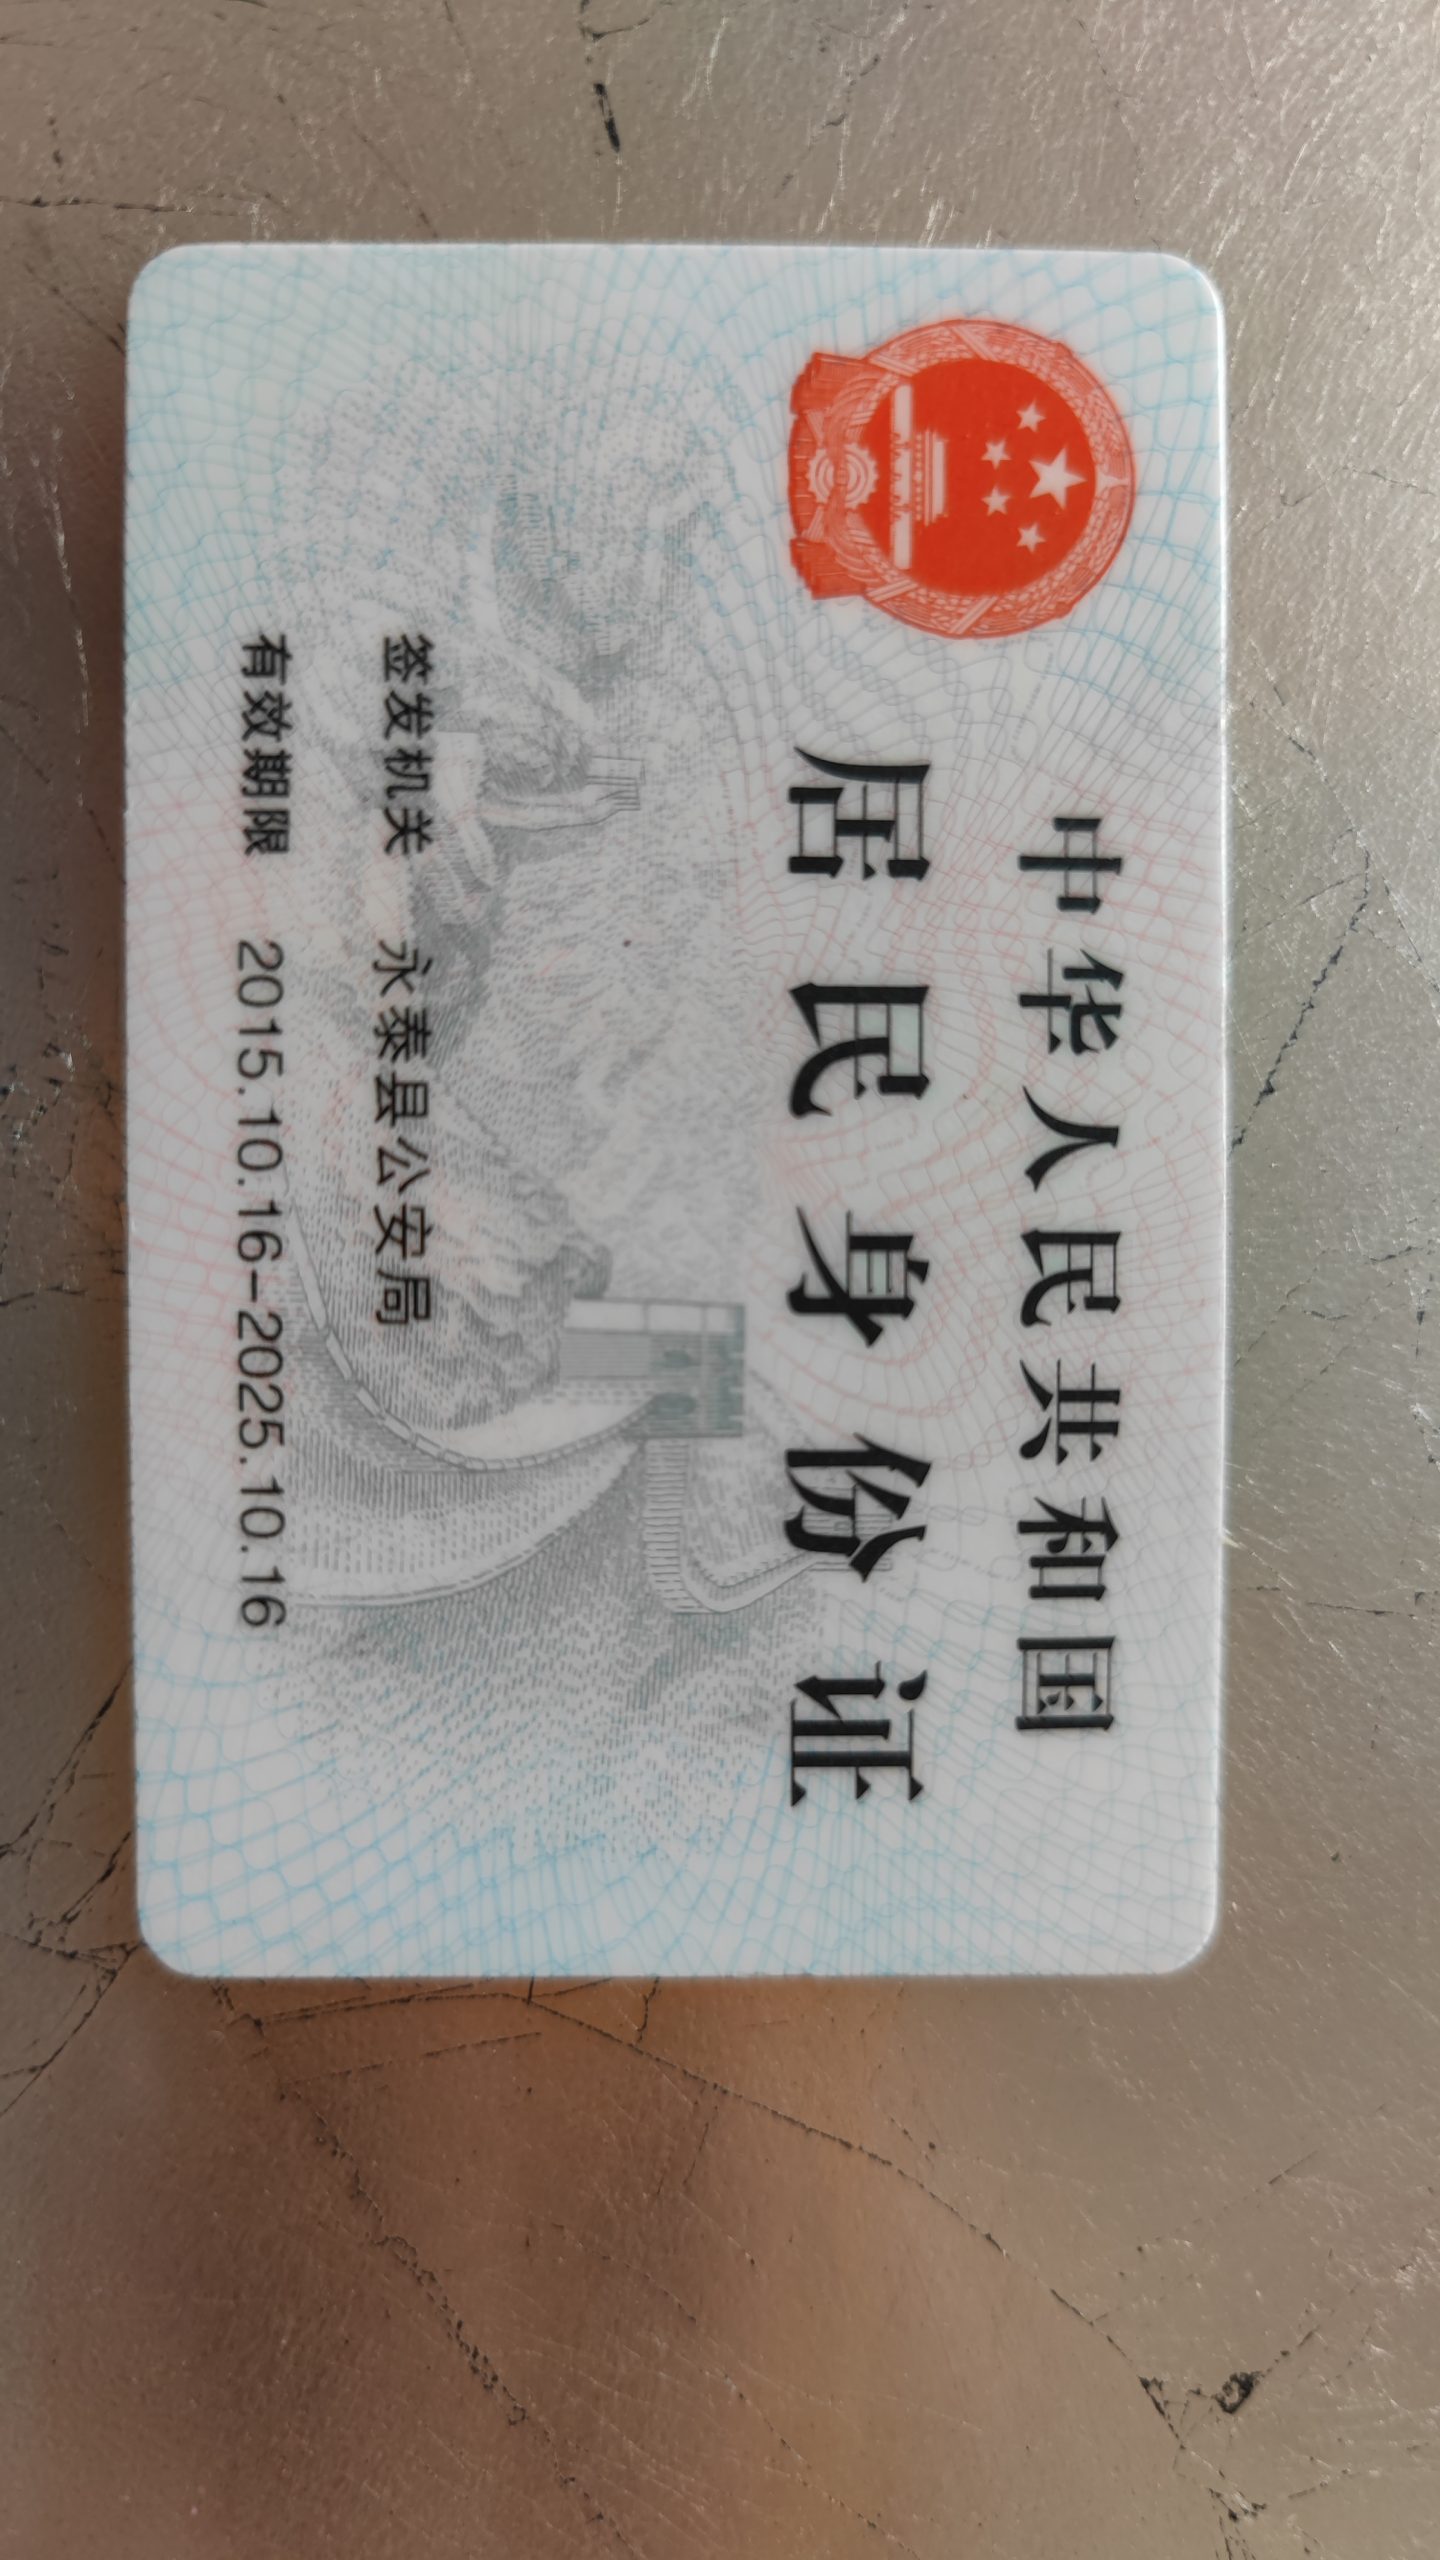 中华人民共和国
居民身份证
签发机关 永泰县公安局
有效期限 2015.10.16-2025.10.16